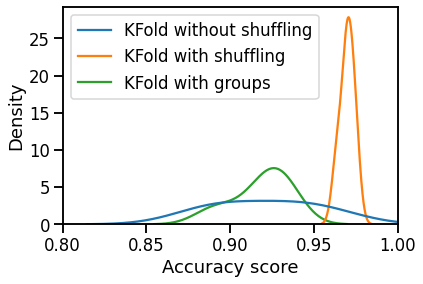 KFold without shuffling
KFold with shuffling
KFold with groups
Density
25
20
15
10
5
0
0.80 0.85 0.90 0.95 1.00
Accuracy score